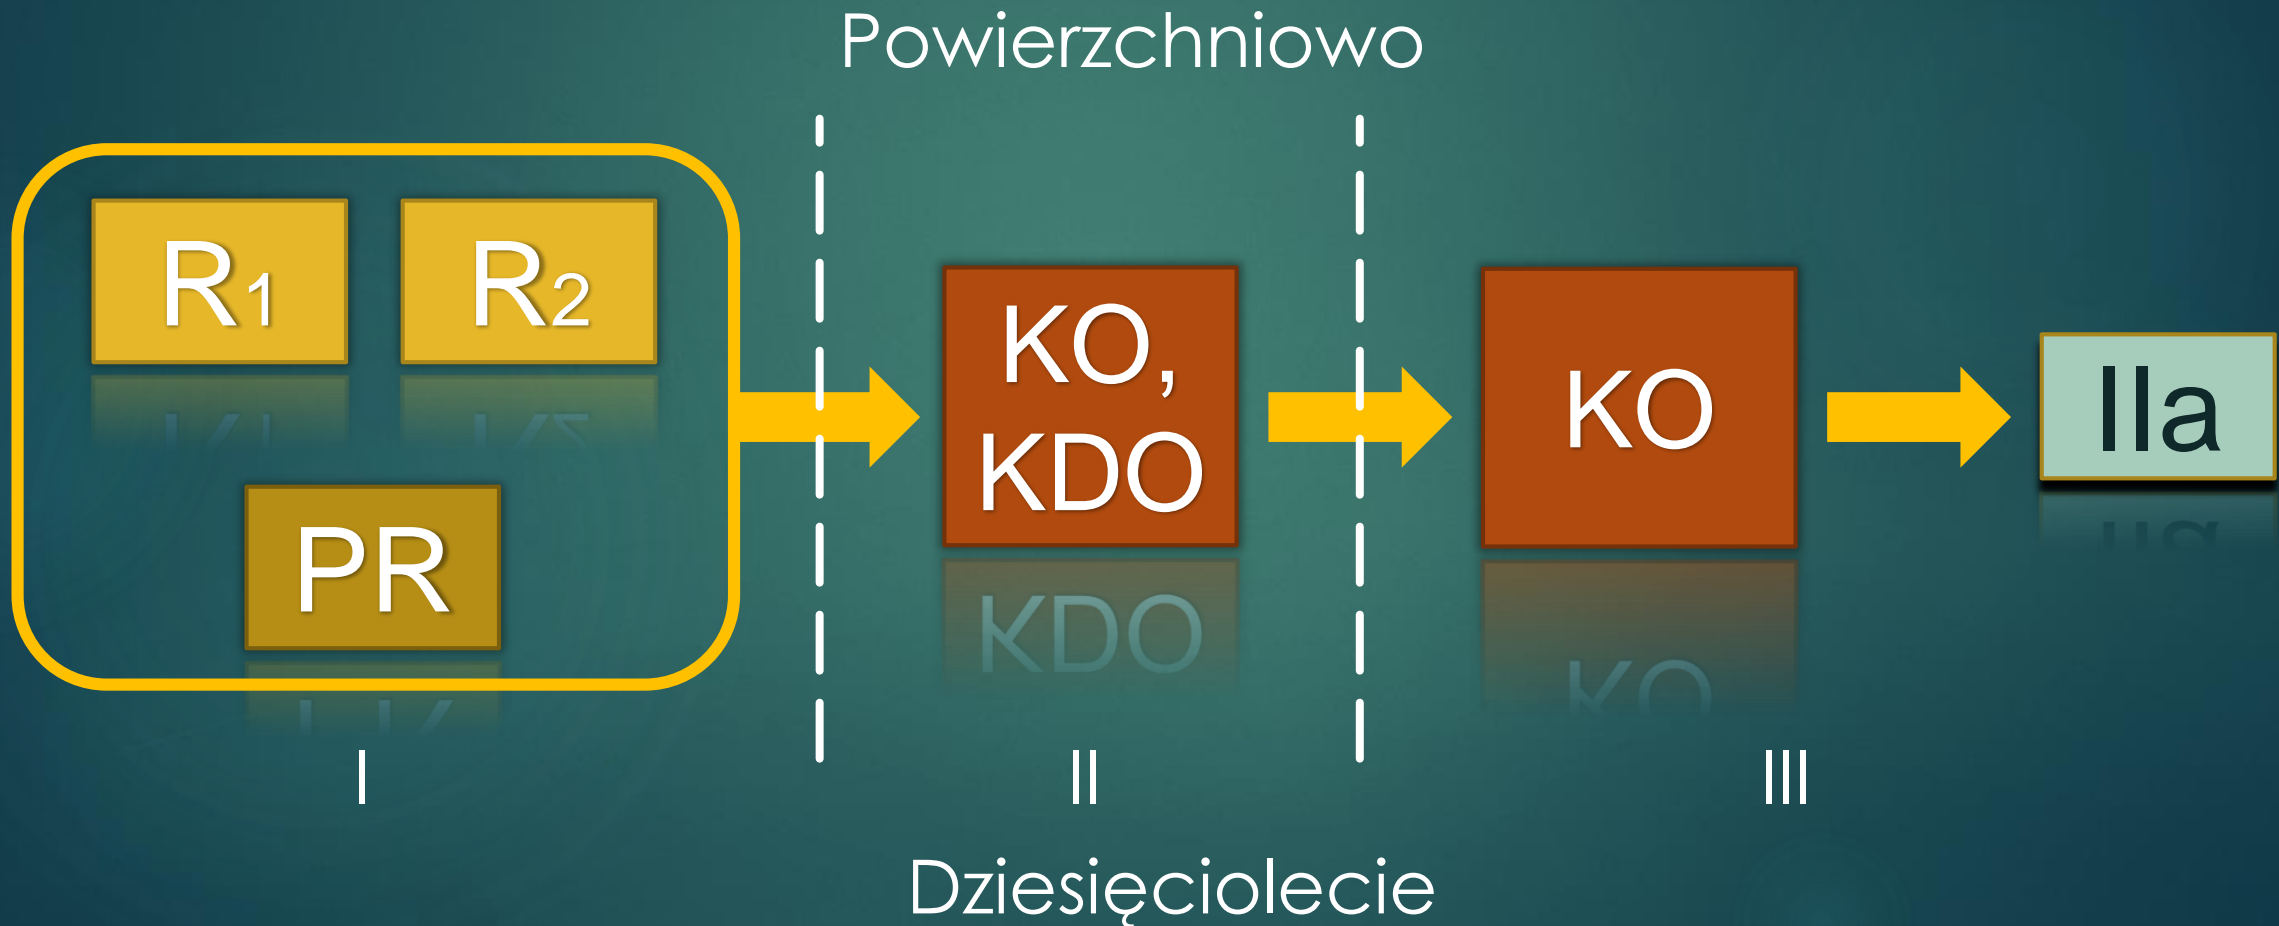 Powierzchniowo
R1
R2
PR
KO,
KDO
KO
IIa
I
II
III
Dziesięciolecie